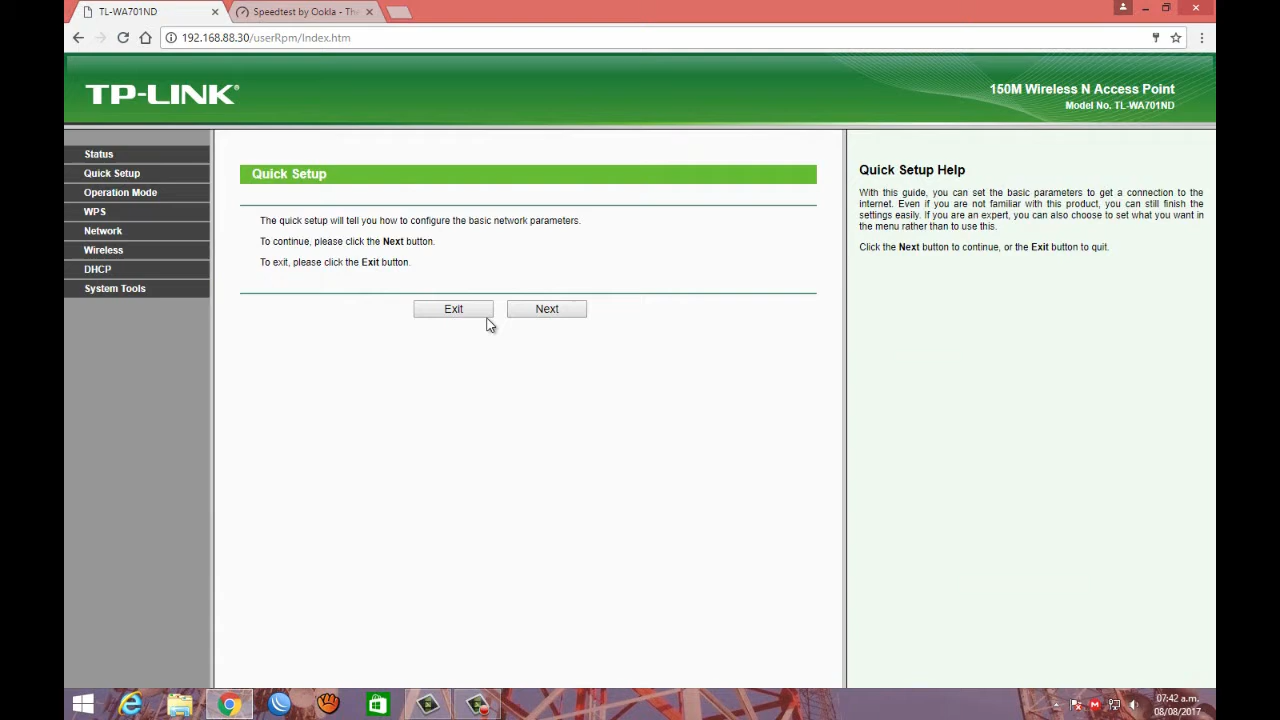 TL-WA701ND
Speedtest by Ookla - The
192.168.88.30/userRpm/Index.htm
TP-LINK®
150M Wireless N Access Point
Model No. TL-WA701ND
Status
Quick Setup
Operation Mode
WPS
Network
Wireless
DHCP
System Tools
Quick Setup
The quick setup will tell you how to configure the basic network parameters.
To continue, please click the Next button.
To exit, please click the Exit button.
Exit
Next
Quick Setup Help
With this guide, you can set the basic parameters to get a connection to the
internet. Even if you are not familiar with this product, you can still finish the
settings easily. If you are an expert, you can also choose to set what you want in
the menu rather than to use this.
Click the Next button to continue, or the Exit button to quit.
07:42 a.m.
08/08/2017